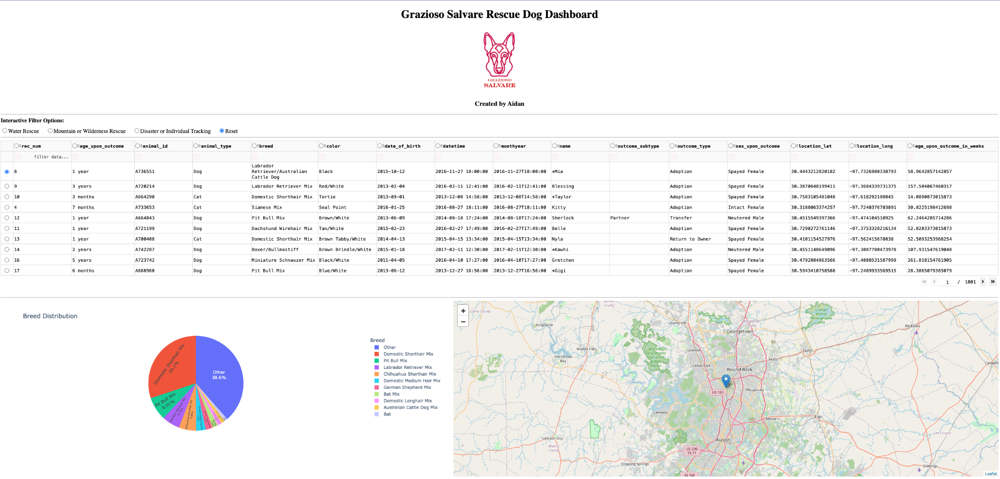 Grazioso Salvare Rescue Dog Dashboard
GRAZIOSO
SALVARE
Created by Aidan
Interactive Filter Options:
Water Rescue Mountain or Wilderness Rescue Disaster or Individual Tracking Reset
rec_num age_upon_outcome animal_id animal_type breed color date_of_birth datetime monthyear name outcome_subtype outcome_type sex_upon_outcome location_lat location_long age_upon_outcome_in_weeks
filter data...
8 1 year A736551 Dog Labrador Retriever/Australian Cattle Dog Black 2015-10-12 2016-11-27 18:00:00 2016-11-27T18:00:00 *Mia Adoption Spayed Female 30.4443212820182 -97.7326980338793 58.9642857142857
9 3 years A720214 Dog Labrador Retriever Mix Red/White 2013-02-04 2016-02-11 12:41:00 2016-02-11T12:41:00 Blessing Adoption Spayed Female 30.3870648199411 -97.3684339731375 157.504067460317
10 3 months A664290 Cat Domestic Shorthair Mix Tortie 2013-09-01 2013-12-08 14:58:00 2013-12-08T14:58:00 *Taylor Adoption Spayed Female 30.7583105481048 -97.618292198845 14.0890873015873
4 7 months A733653 Cat Siamese Mix Seal Point 2016-01-25 2016-08-27 18:11:00 2016-08-27T18:11:00 Kitty Adoption Intact Female 30.3188063374257 -97.7240376703891 30.8225198412698
12 1 year A664843 Dog Pit Bull Mix Brown/White 2013-06-09 2014-08-18 17:24:00 2014-08-18T17:24:00 Sherlock Partner Transfer Neutered Male 30.4515549397366 -97.474104510925 62.2464285714286
11 1 year A721199 Dog Dachshund Wirehair Mix Tan/White 2015-02-23 2016-02-27 17:49:00 2016-02-27T17:49:00 Belle Adoption Spayed Female 30.7290272761146 -97.3753328216134 52.8203373015873
13 1 year A700408 Cat Domestic Shorthair Mix Brown Tabby/White 2014-04-13 2015-04-15 13:34:00 2015-04-15T13:34:00 Nyla Return to Owner Spayed Female 30.4101154527976 -97.562415670838 52.5093253968254
14 2 years A742287 Dog Boxer/Bullmastiff Brown Brindle/White 2015-01-18 2017-02-11 12:30:00 2017-02-11T12:30:00 *Kawhi Adoption Neutered Male 30.4551148649096 -97.3087780473978 107.931547619048
16 5 years A723742 Dog Miniature Schnauzer Mix Black/White 2011-04-05 2016-04-10 17:27:00 2016-04-10T17:27:00 Gretchen Adoption Spayed Female 30.4792884863566 -97.4088531587999 261.818154761905
17 6 months A668960 Dog Pit Bull Mix Blue/White 2013-06-12 2013-12-27 16:56:00 2013-12-27T16:56:00 *Gigi Adoption Spayed Female 30.5943410758588 -97.2489933569515 28.3865079365079
1 / 1001
Breed Distribution
Other
38.6%
Domestic Shorthair Mix
30.1%
Pit Bull Mix
8.01%
Labrador Retriever Mix
Chihuahua Shorthair Mix
Breed
Other
Domestic Shorthair Mix
Pit Bull Mix
Labrador Retriever Mix
Chihuahua Shorthair Mix
Domestic Medium Hair Mix
German Shepherd Mix
Bat Mix
Domestic Longhair Mix
Australian Cattle Dog Mix
Bat
+
−
Burnet
County
Llano County
Kingsland
Liberty Hill
Williamson
County
Granger
Wildlife
Management
Area
Rockdale
Georgetown
Marble Falls
Leander
Taylor
Horseshoe
Bay
Balcones
Canyonlands
National
Wildlife
Refuge
Hutto
Cedar Park
Caldwell
Round Rock
Lake Travis
US 183
Pflugerville
Lakeway
Travis County
Manor
Elgin
Lee County
Johnson City
Austin
Blanco
County
US 290
TX 71
Dripping Springs
Giddings
45 Toll
Leaflet